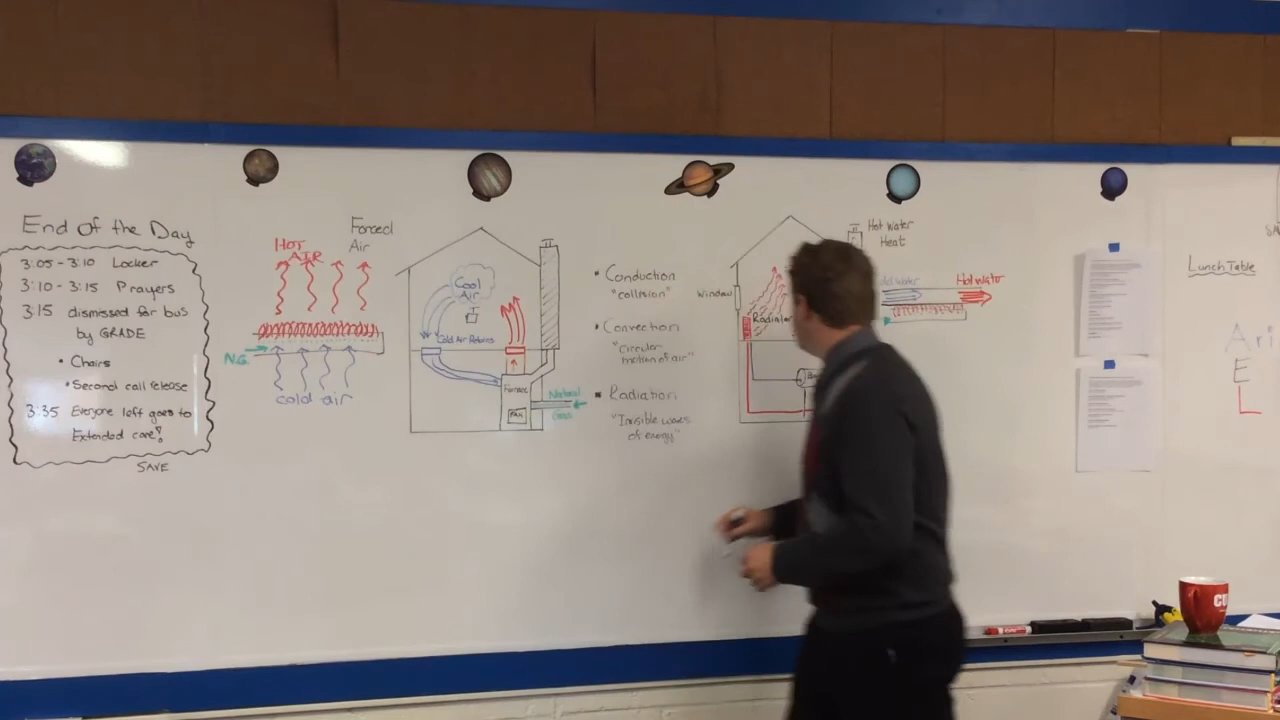 End of the Day
3:05-3:10 Locker
3:10-3:15 Prayers
3:15 dismissed for bus
by GRADE
• Chairs
• Second call release
3:35 Everyone left goes to
Extended care!
SAVE
HOT
AIR
Forced
Air
N.G.
cold air
Cool
Air
Cold Air Returns
Furnace
FAN
Natural
Gas
• Conduction
"collision"
• Convection
"Circular
motion of air"
• Radiation
"Invisible waves
of energy"
Window
Radiator
Hot Water
Heat
water
Hot Water
Lunch Table
E
L